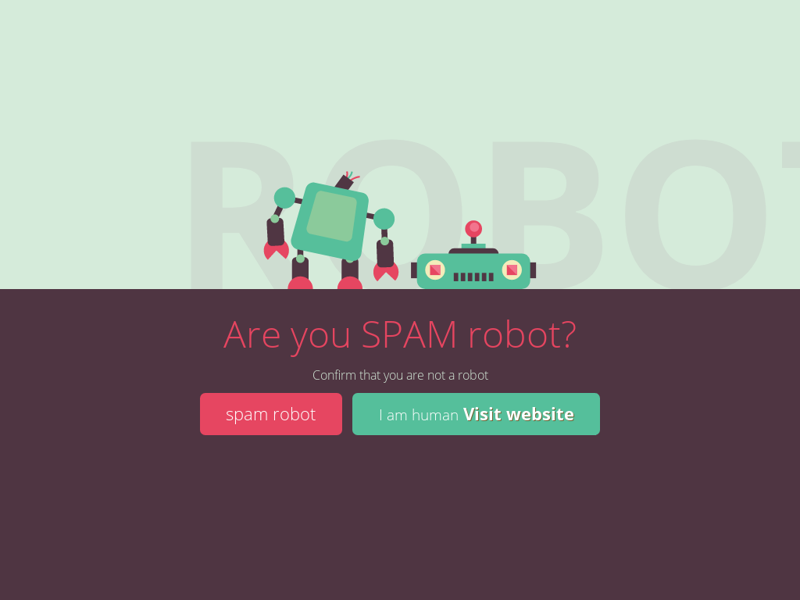 ROBOT
Are you SPAM robot?
Confirm that you are not a robot
spam robot
I am human Visit website